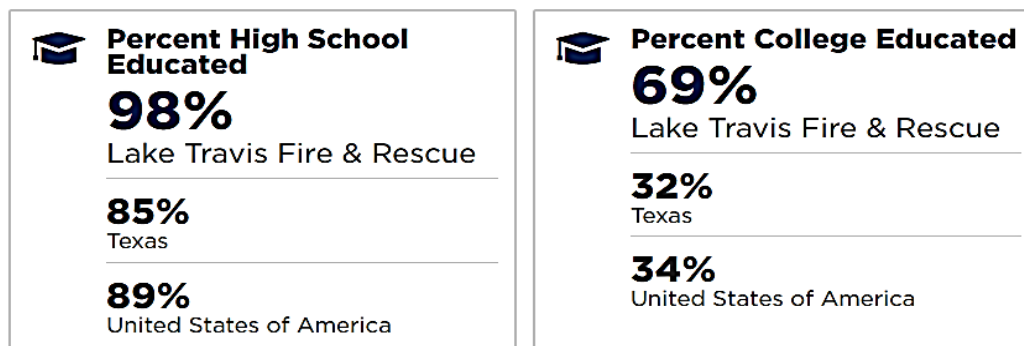 Percent High School
Educated
98%
Lake Travis Fire & Rescue
85%
Texas
89%
United States of America
Percent College Educated
69%
Lake Travis Fire & Rescue
32%
Texas
34%
United States of America